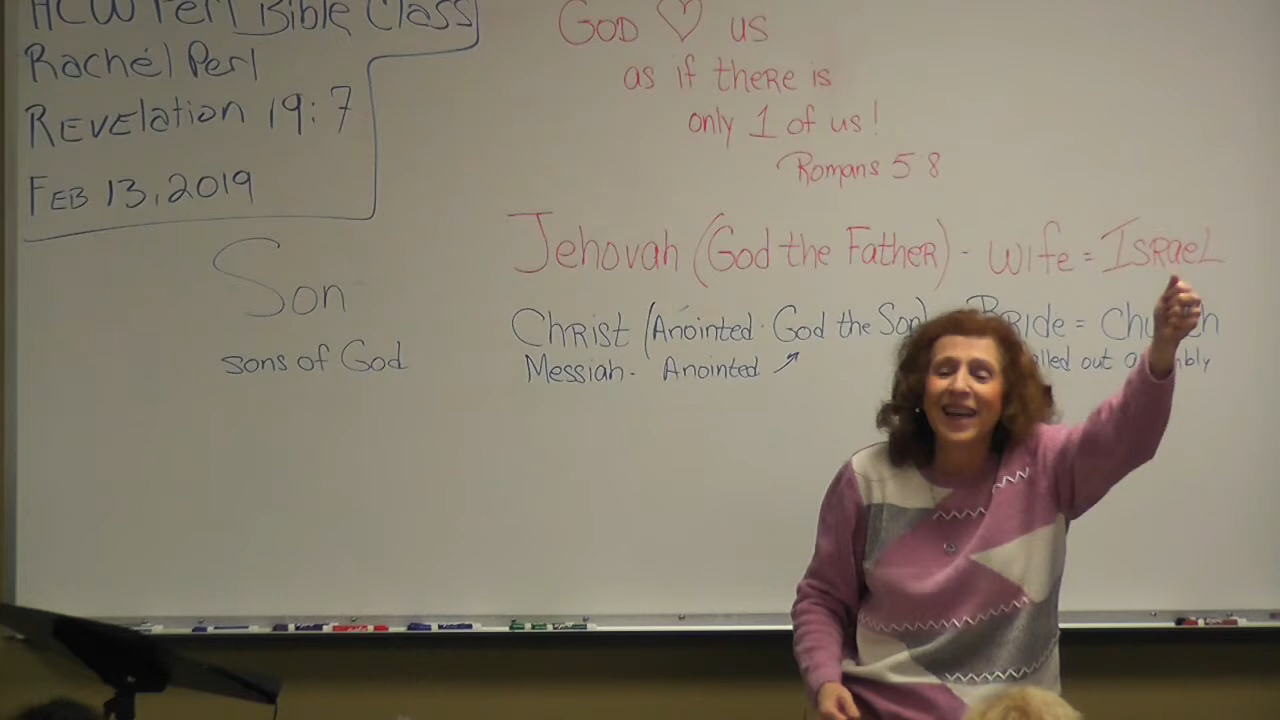 HCW Perl Bible Class
Rachel Perl
Revelation 19:7
Feb 13, 2019
God ♡ us
as if there is
only 1 of us!
Romans 5 8
Son
sons of God
Jehovah (God the Father) - wife = Israel
Christ (Anointed · God the Son) Bride =
Messiah - Anointed ↗ out